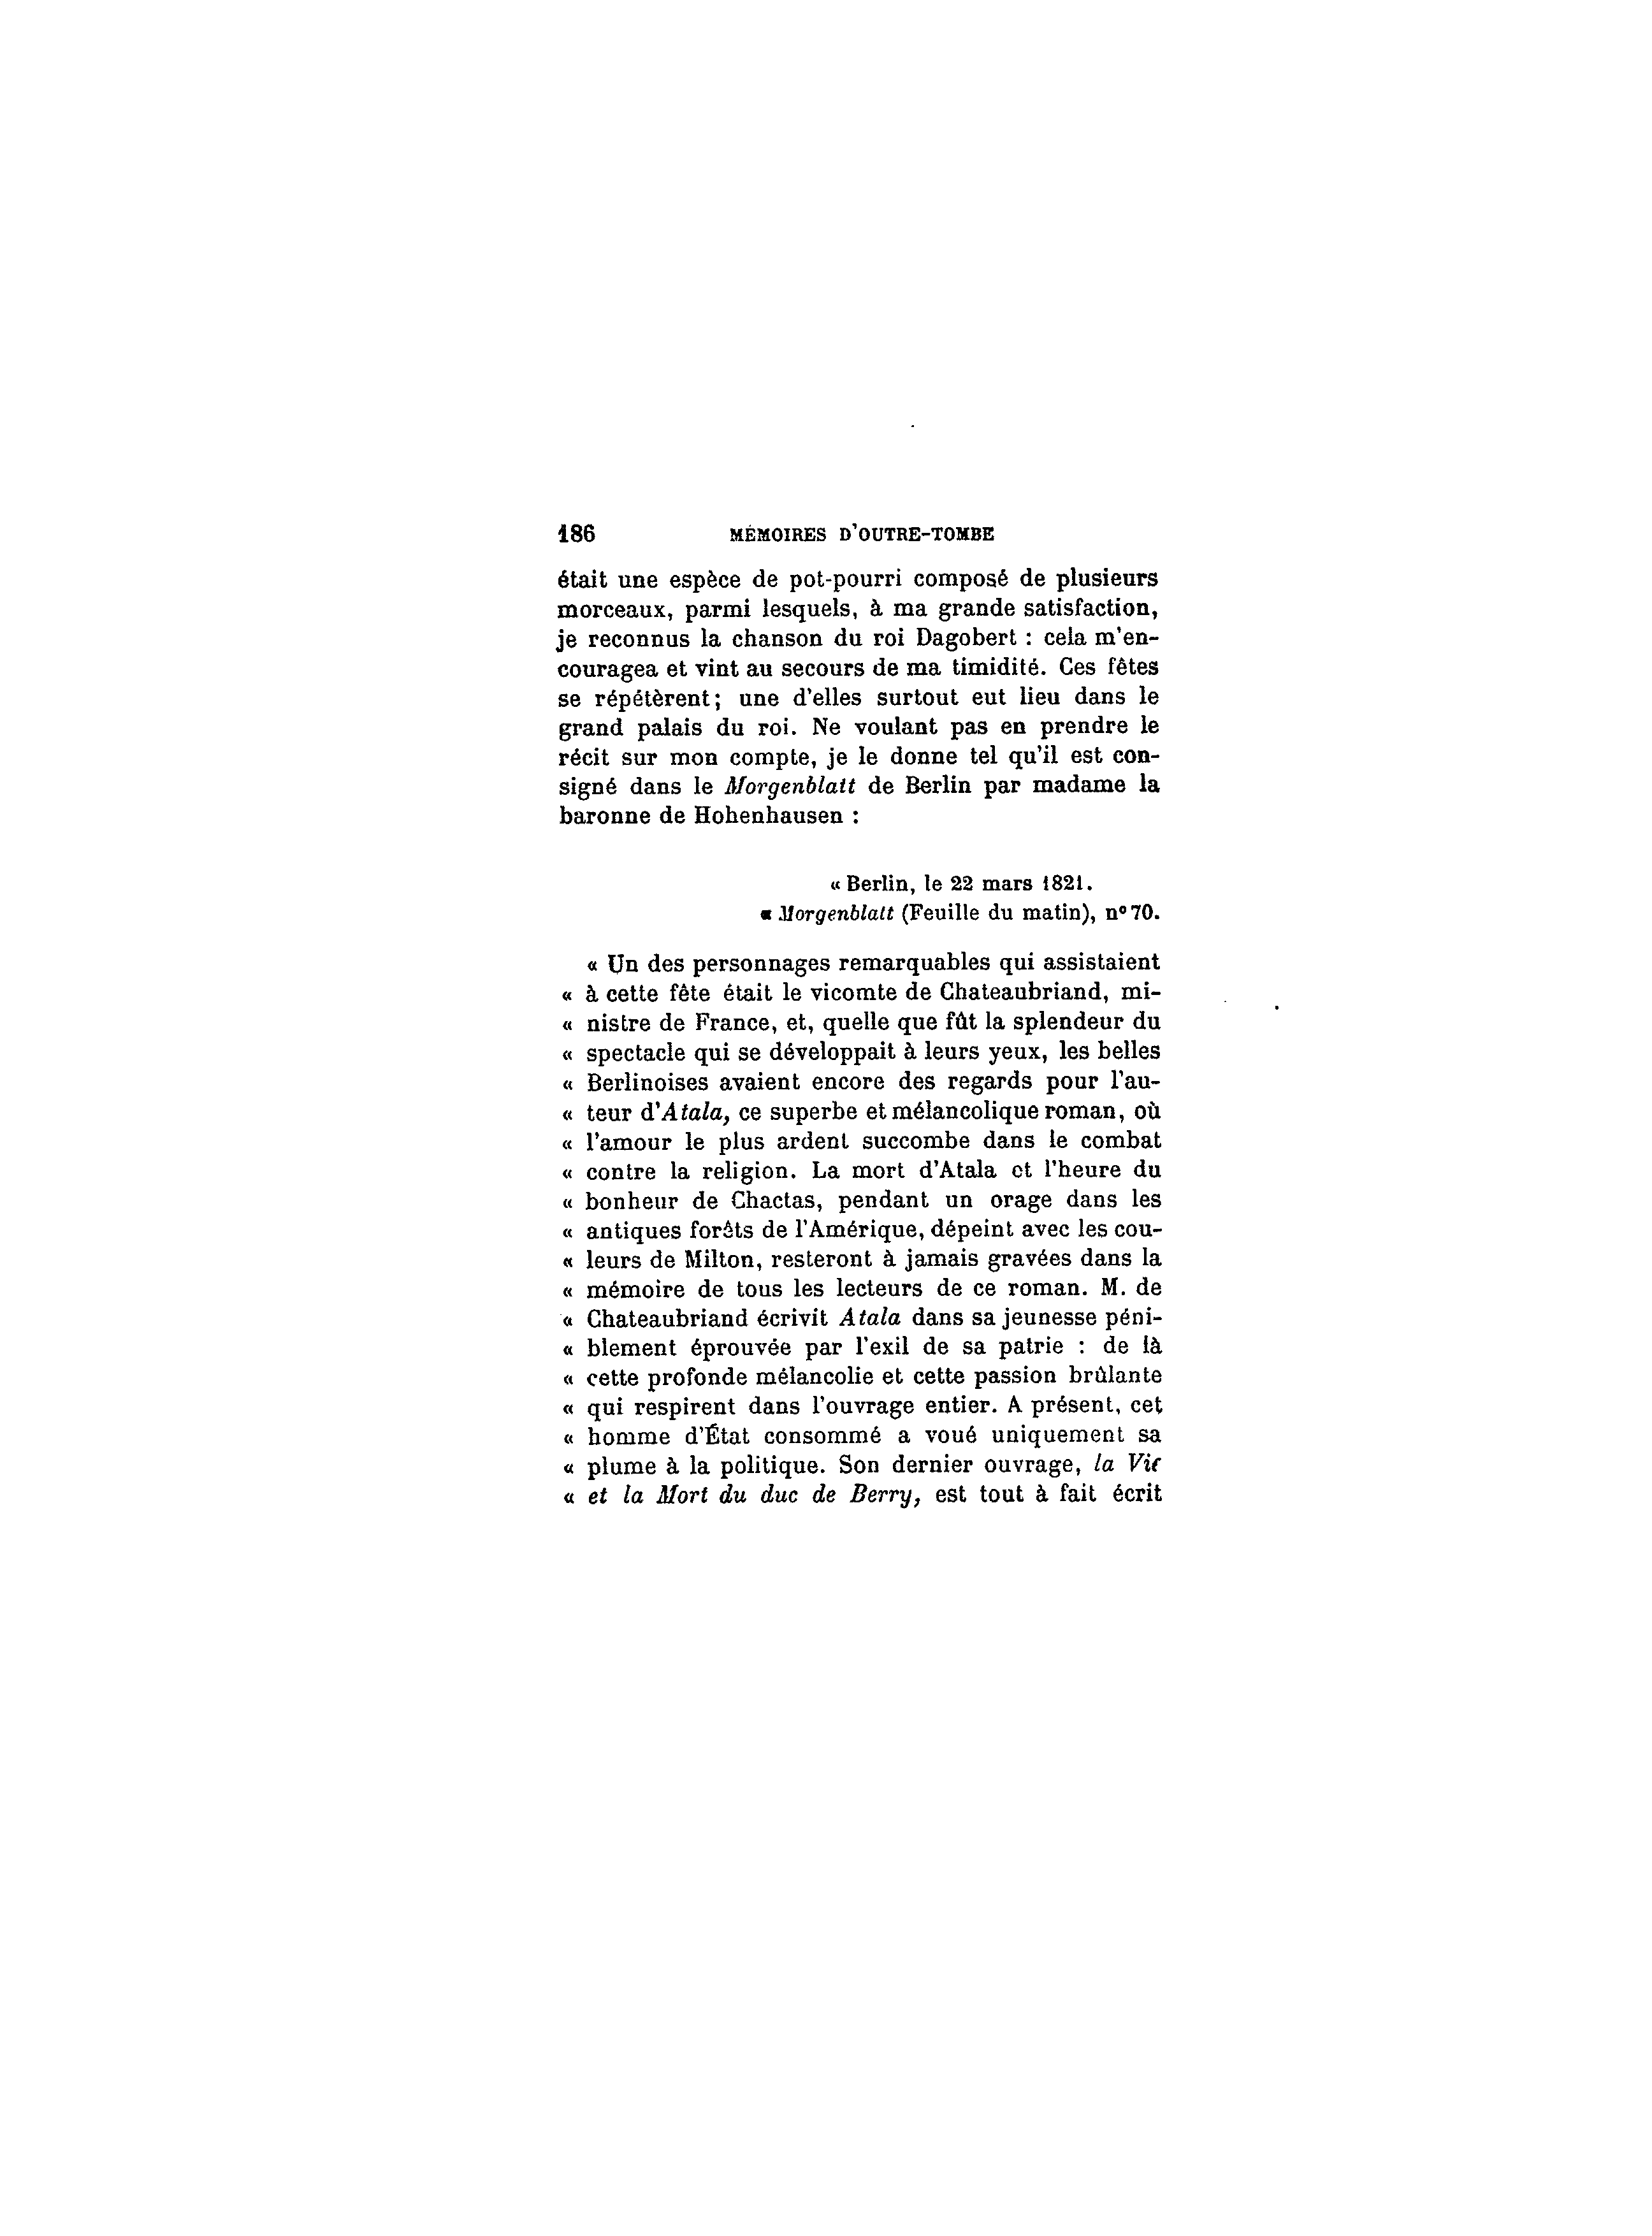 186 MÉMOIRES D'OUTRE-TOMBE
était une espèce de pot-pourri composé de plusieurs
morceaux, parmi lesquels, à ma grande satisfaction,
je reconnus la chanson du roi Dagobert : cela m'en-
couragea et vint au secours de ma timidité. Ces fêtes
se répétèrent; une d'elles surtout eut lieu dans le
grand palais du roi. Ne voulant pas en prendre le
récit sur mon compte, je le donne tel qu'il est con-
signé dans le Morgenblatt de Berlin par madame la
baronne de Hohenhausen :
« Berlin, le 22 mars 1821.
« Morgenblatt (Feuille du matin), n° 70.
« Un des personnages remarquables qui assistaient
« à cette fête était le vicomte de Chateaubriand, mi-
« nistre de France, et, quelle que fût la splendeur du
« spectacle qui se développait à leurs yeux, les belles
« Berlinoises avaient encore des regards pour l'au-
« teur d'Atala, ce superbe et mélancolique roman, où
« l'amour le plus ardent succombe dans le combat
« contre la religion. La mort d'Atala et l'heure du
« bonheur de Chactas, pendant un orage dans les
« antiques forêts de l'Amérique, dépeint avec les cou-
« leurs de Milton, resteront à jamais gravées dans la
« mémoire de tous les lecteurs de ce roman. M. de
« Chateaubriand écrivit Atala dans sa jeunesse péni-
« blement éprouvée par l'exil de sa patrie : de là
« cette profonde mélancolie et cette passion brûlante
« qui respirent dans l'ouvrage entier. A présent, cet
« homme d'État consommé a voué uniquement sa
« plume à la politique. Son dernier ouvrage, la Vie
« et la Mort du duc de Berry, est tout à fait écrit